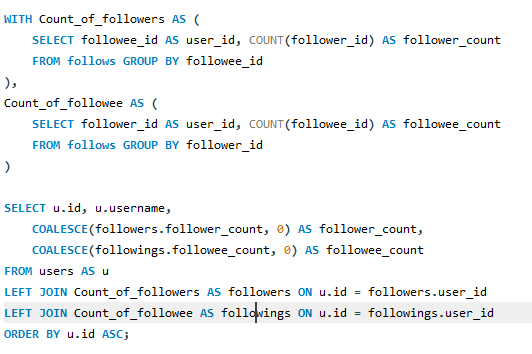 WITH Count_of_followers AS (
    SELECT followee_id AS user_id, COUNT(follower_id) AS follower_count
    FROM follows GROUP BY followee_id
),
Count_of_followee AS (
    SELECT follower_id AS user_id, COUNT(followee_id) AS followee_count
    FROM follows GROUP BY follower_id
)

SELECT u.id, u.username,
    COALESCE(followers.follower_count, 0) AS follower_count,
    COALESCE(followings.followee_count, 0) AS followee_count
FROM users AS u
LEFT JOIN Count_of_followers AS followers ON u.id = followers.user_id
LEFT JOIN Count_of_followee AS followings ON u.id = followings.user_id
ORDER BY u.id ASC;